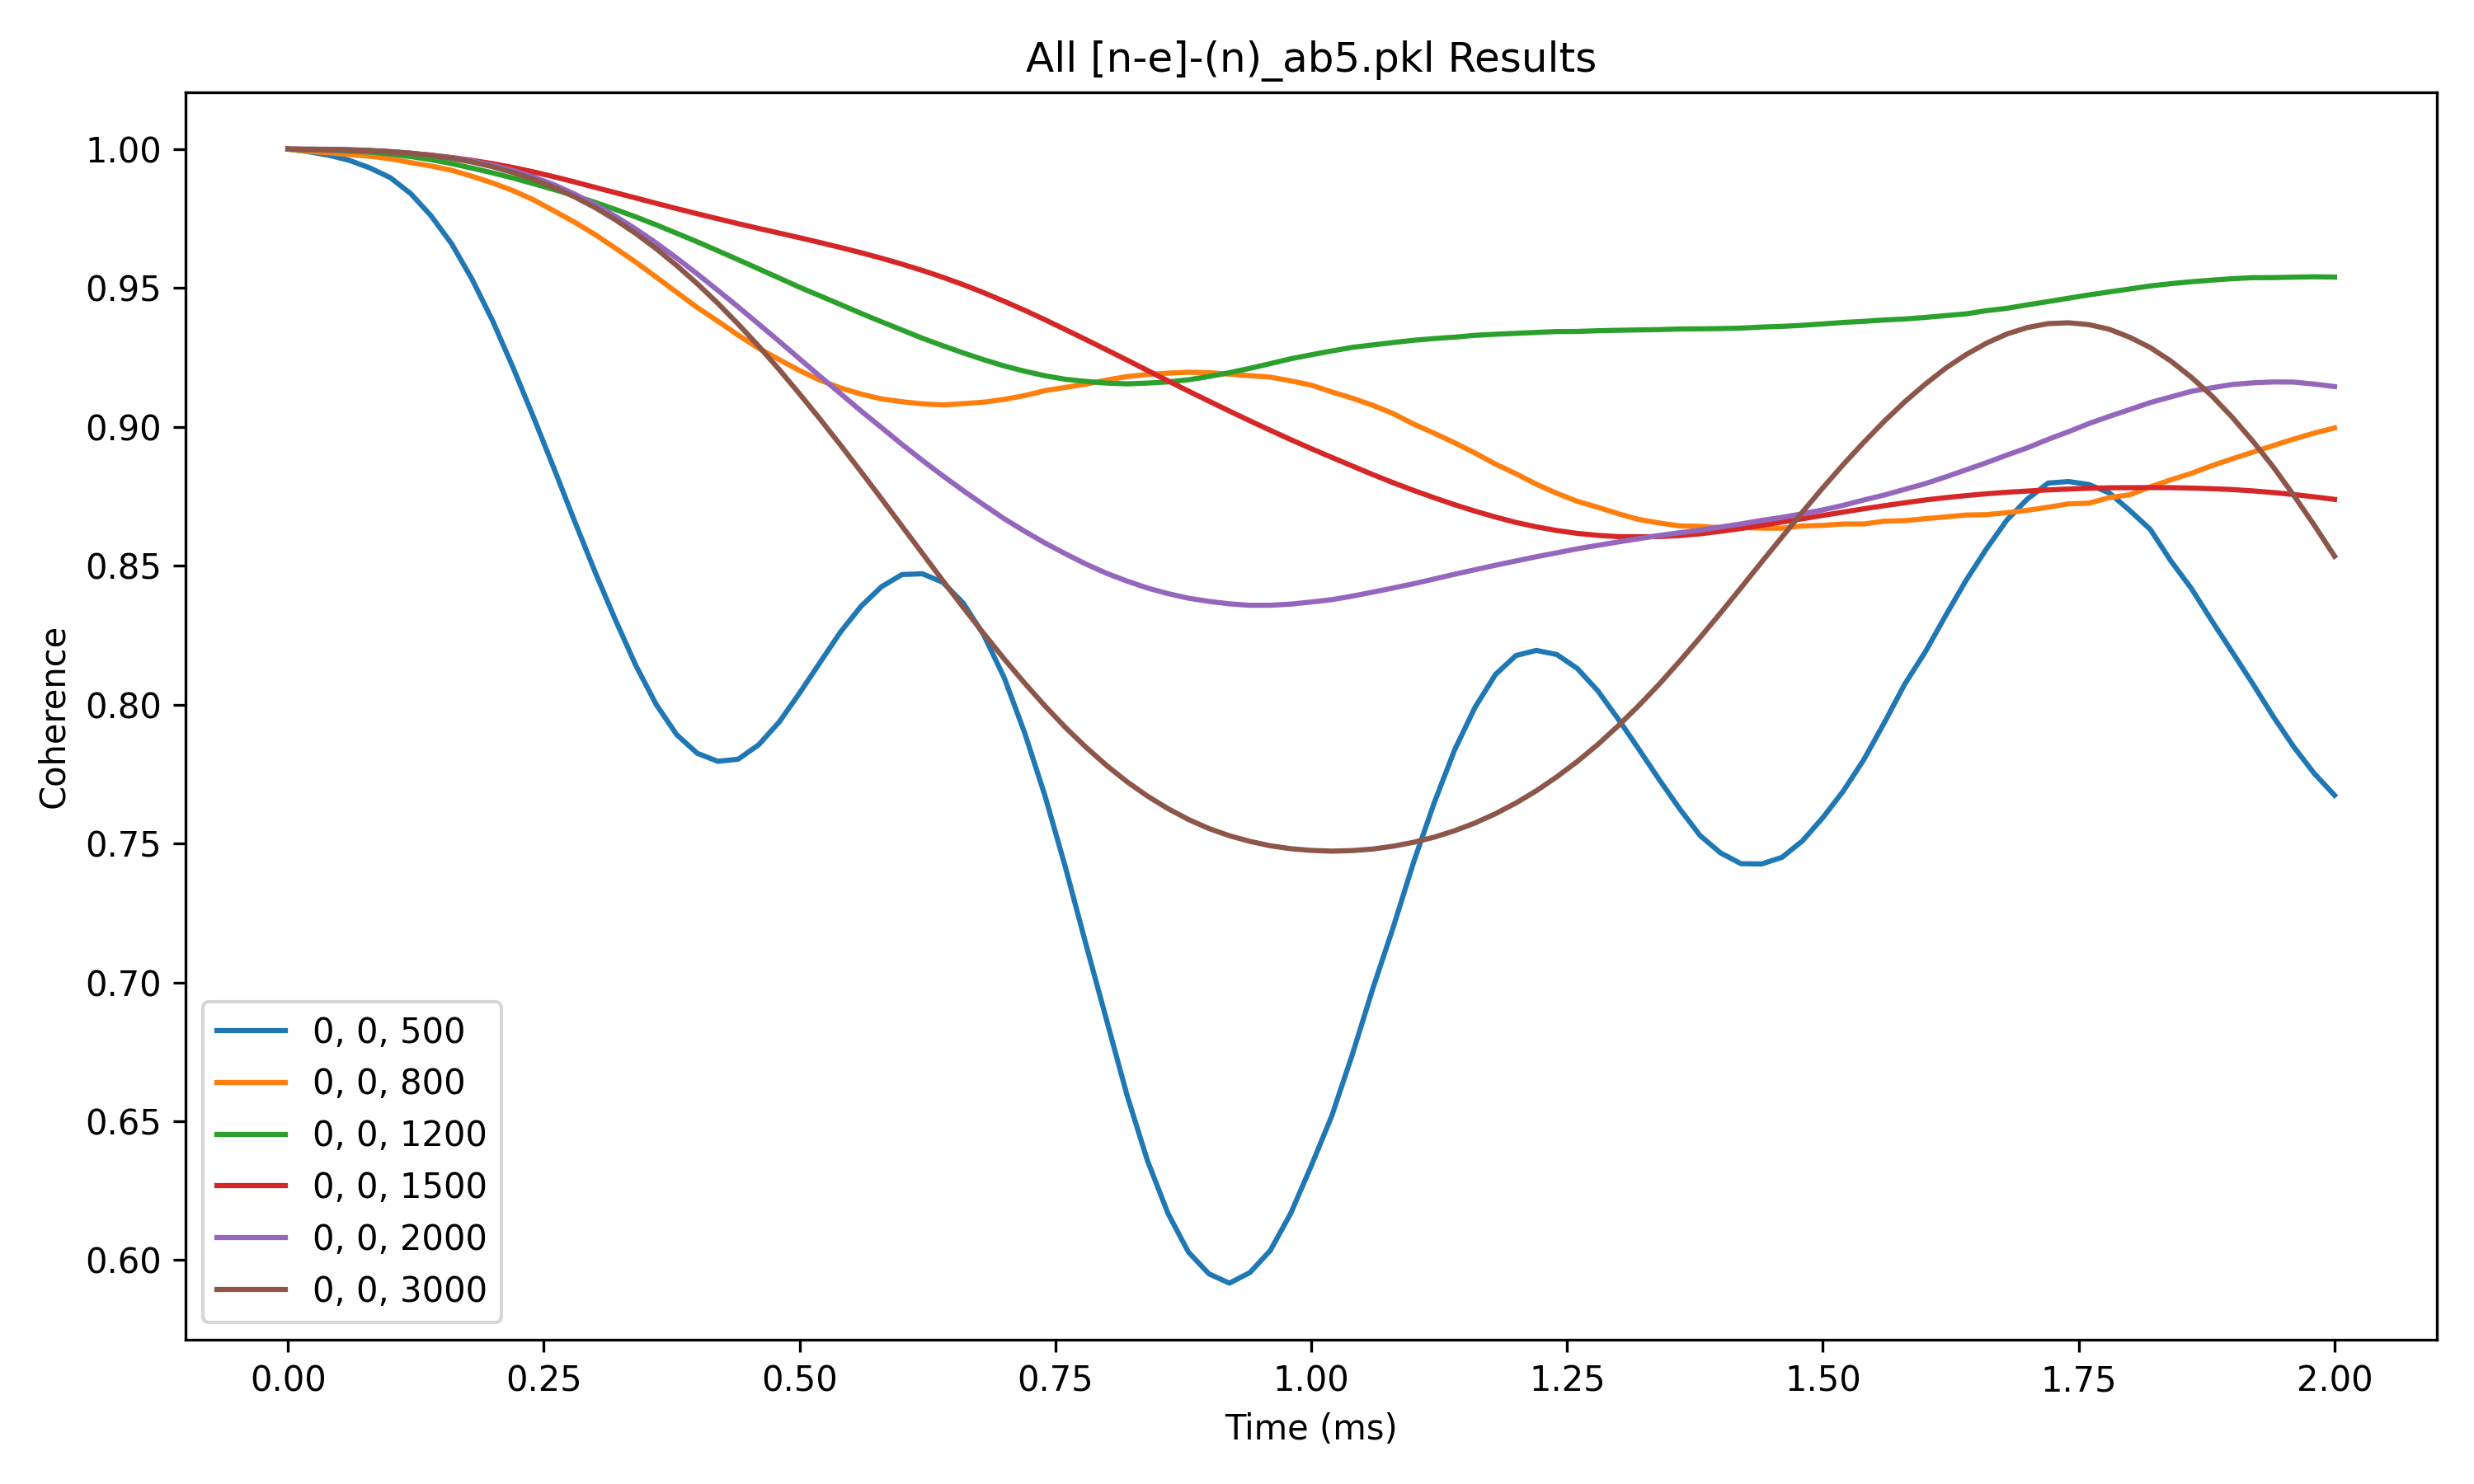 All [n-e]-(n)_ab5.pkl Results
Coherence
1.00
0.95
0.90
0.85
0.80
0.75
0.70
0.65
0.60
0, 0, 500
0, 0, 800
0, 0, 1200
0, 0, 1500
0, 0, 2000
0, 0, 3000
0.00 0.25 0.50 0.75 1.00 1.25 1.50 1.75 2.00
Time (ms)